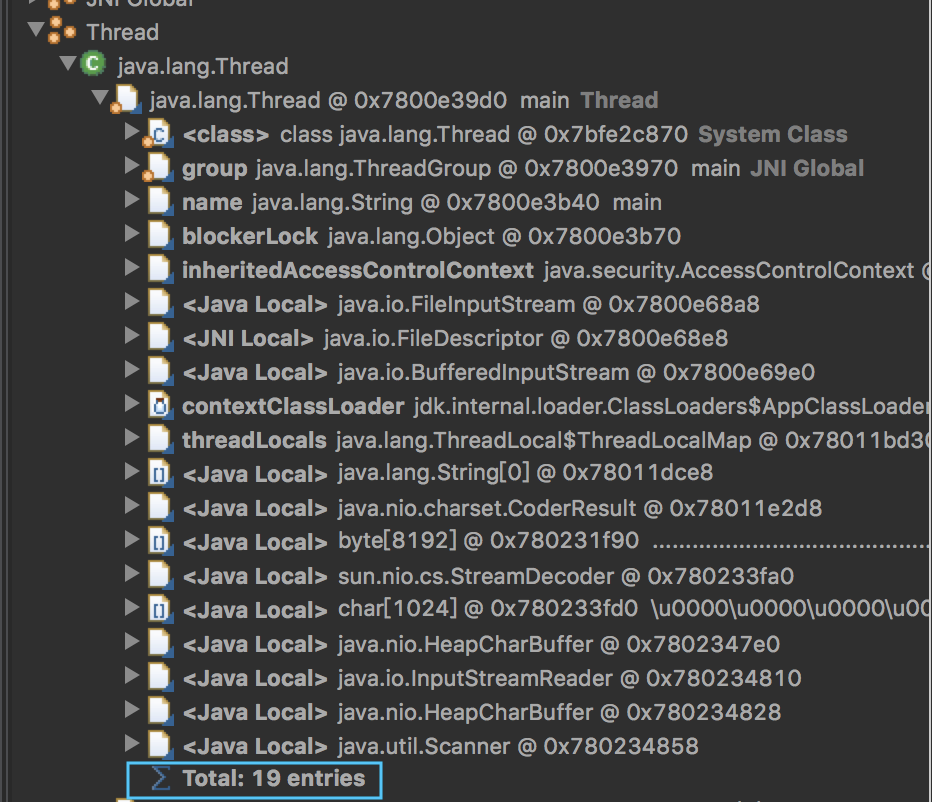 JNI Global
Thread
java.lang.Thread
java.lang.Thread @ 0x7800e39d0 main Thread
<class> class java.lang.Thread @ 0x7bfe2c870 System Class
group java.lang.ThreadGroup @ 0x7800e3970 main JNI Global
name java.lang.String @ 0x7800e3b40 main
blockerLock java.lang.Object @ 0x7800e3b70
inheritedAccessControlContext java.security.AccessControlContext @
<Java Local> java.io.FileInputStream @ 0x7800e68a8
<JNI Local> java.io.FileDescriptor @ 0x7800e68e8
<Java Local> java.io.BufferedInputStream @ 0x7800e69e0
contextClassLoader jdk.internal.loader.ClassLoaders$AppClassLoader
threadLocals java.lang.ThreadLocal$ThreadLocalMap @ 0x78011bd30
<Java Local> java.lang.String[0] @ 0x78011dce8
<Java Local> java.nio.charset.CoderResult @ 0x78011e2d8
<Java Local> byte[8192] @ 0x780231f90 ..........................................
<Java Local> sun.nio.cs.StreamDecoder @ 0x780233fa0
<Java Local> char[1024] @ 0x780233fd0 \u0000\u0000\u0000\u00
<Java Local> java.nio.HeapCharBuffer @ 0x7802347e0
<Java Local> java.io.InputStreamReader @ 0x780234810
<Java Local> java.nio.HeapCharBuffer @ 0x780234828
<Java Local> java.util.Scanner @ 0x780234858
∑ Total: 19 entries